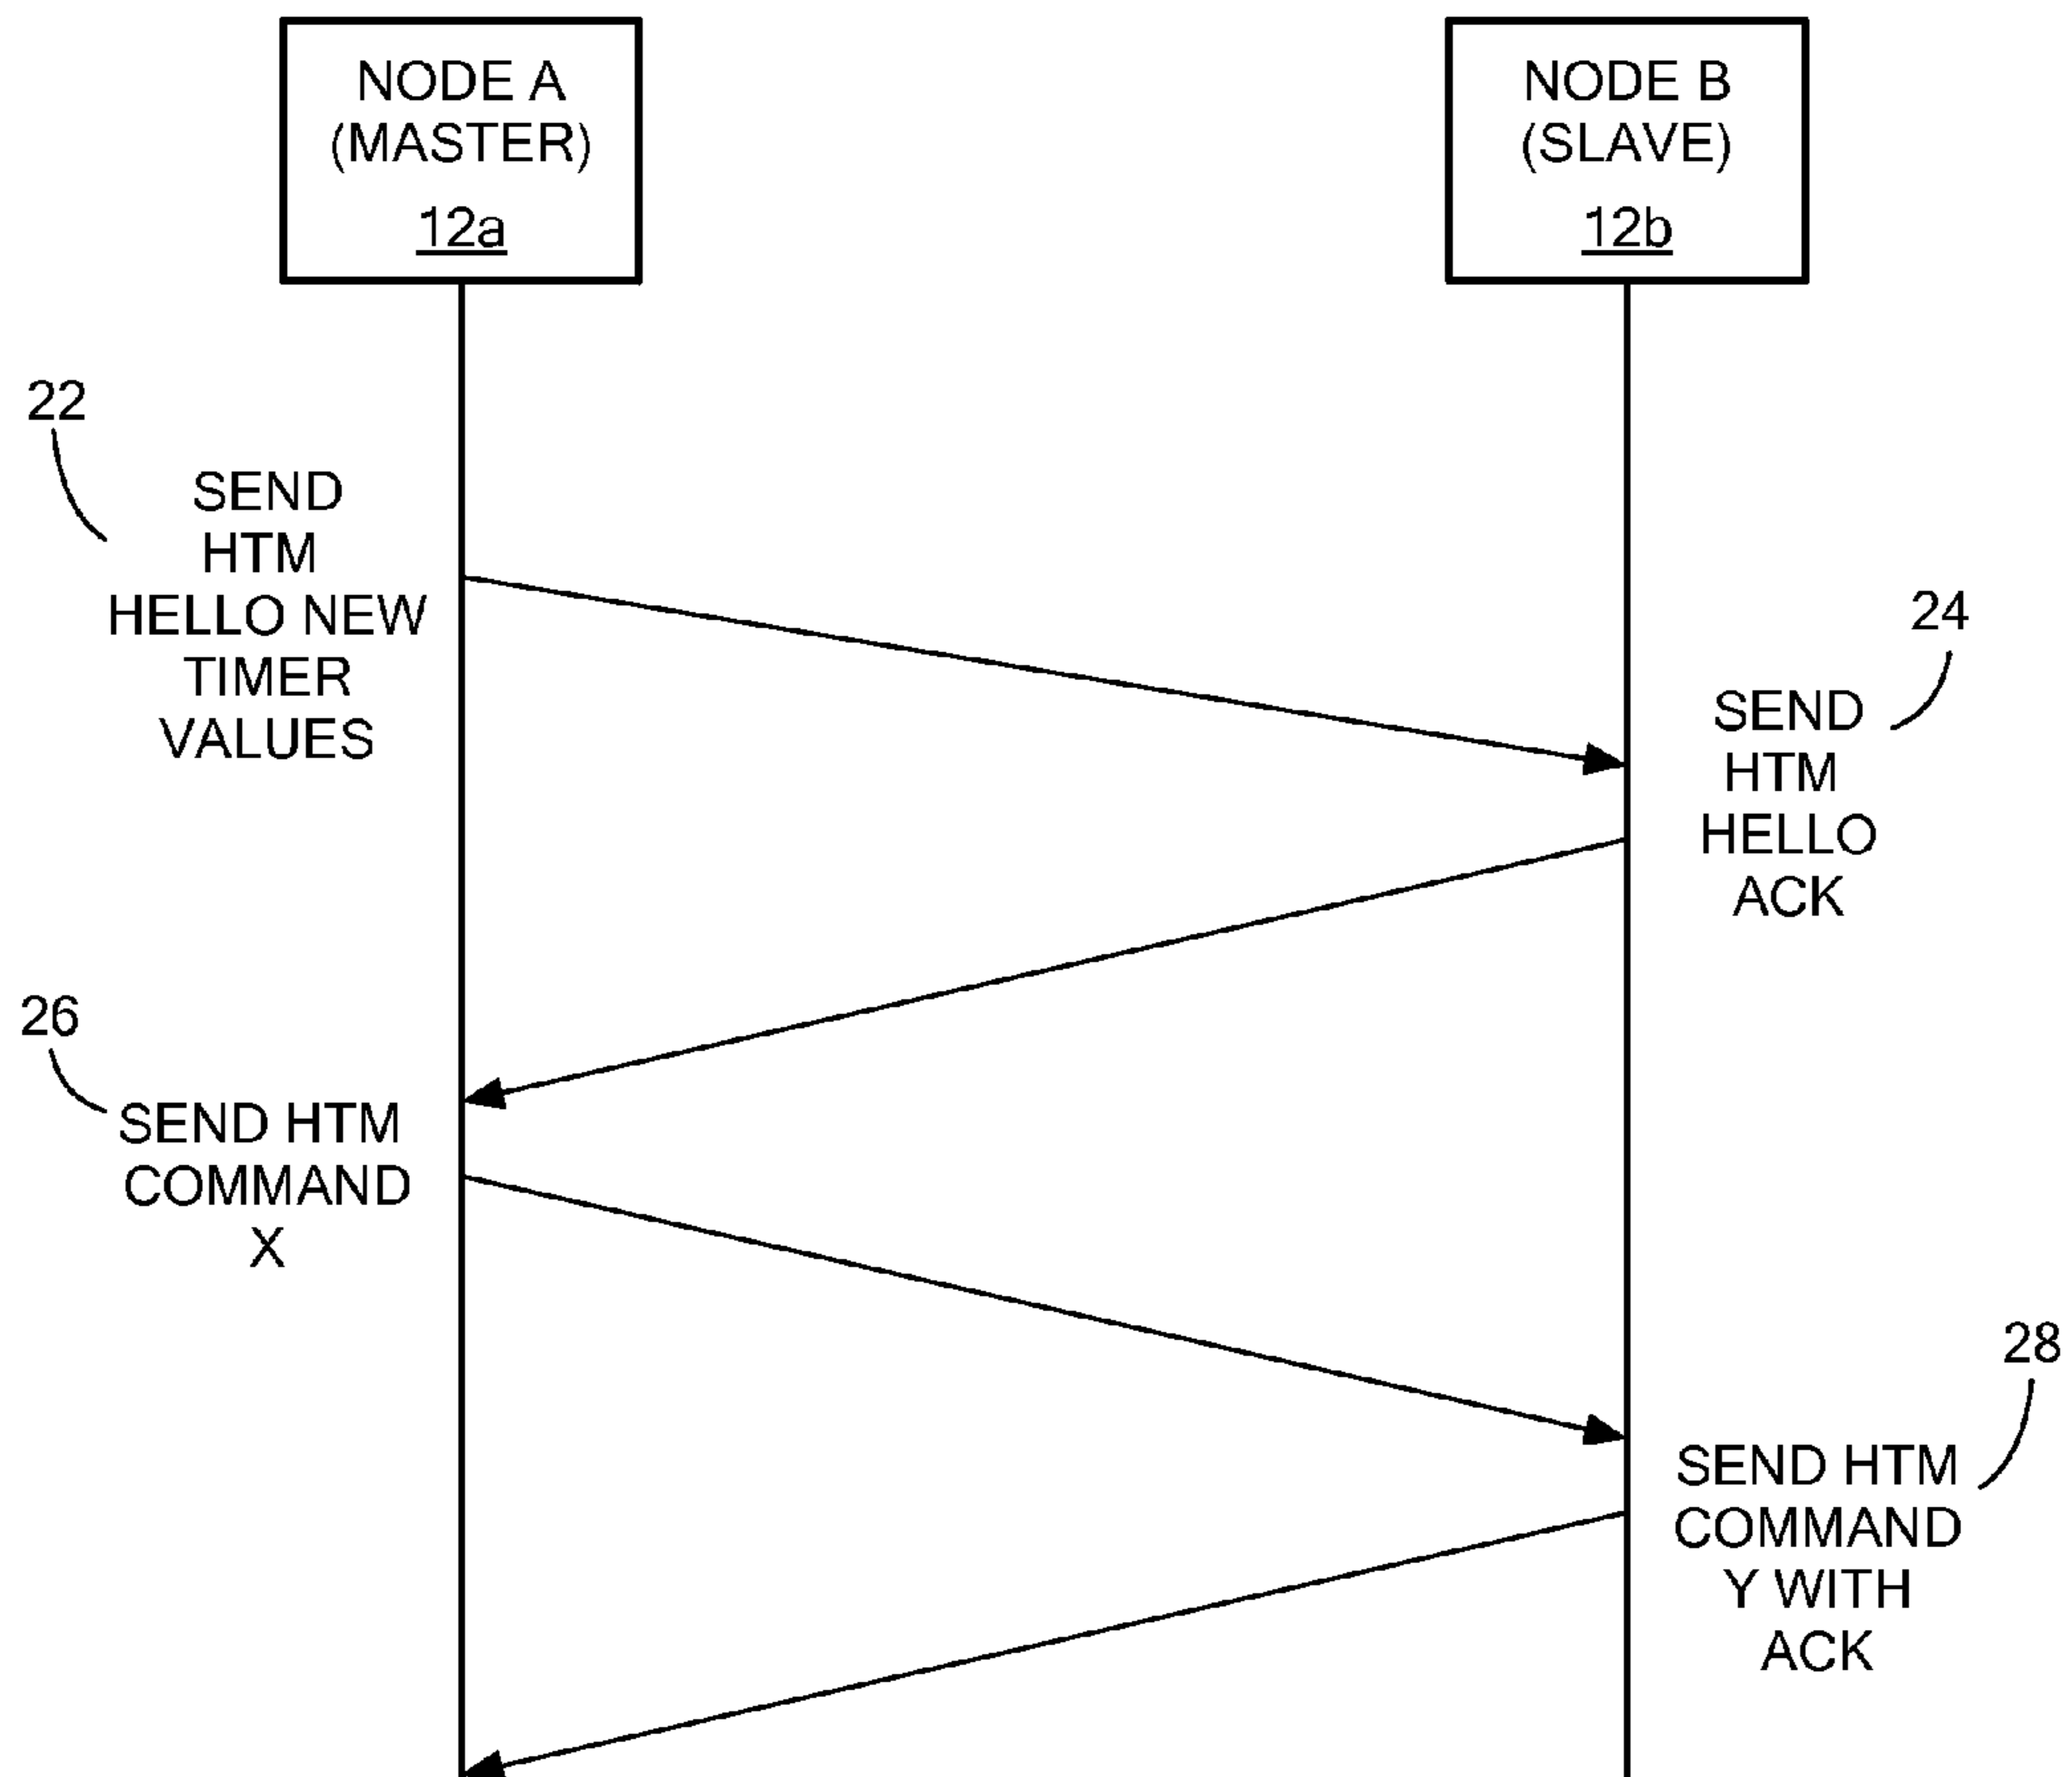 NODE A
(MASTER)
12a
NODE B
(SLAVE)
12b
22
SEND
HTM
HELLO NEW
TIMER
VALUES
24
SEND
HTM
HELLO
ACK
26
SEND HTM
COMMAND
X
28
SEND HTM
COMMAND
Y WITH
ACK